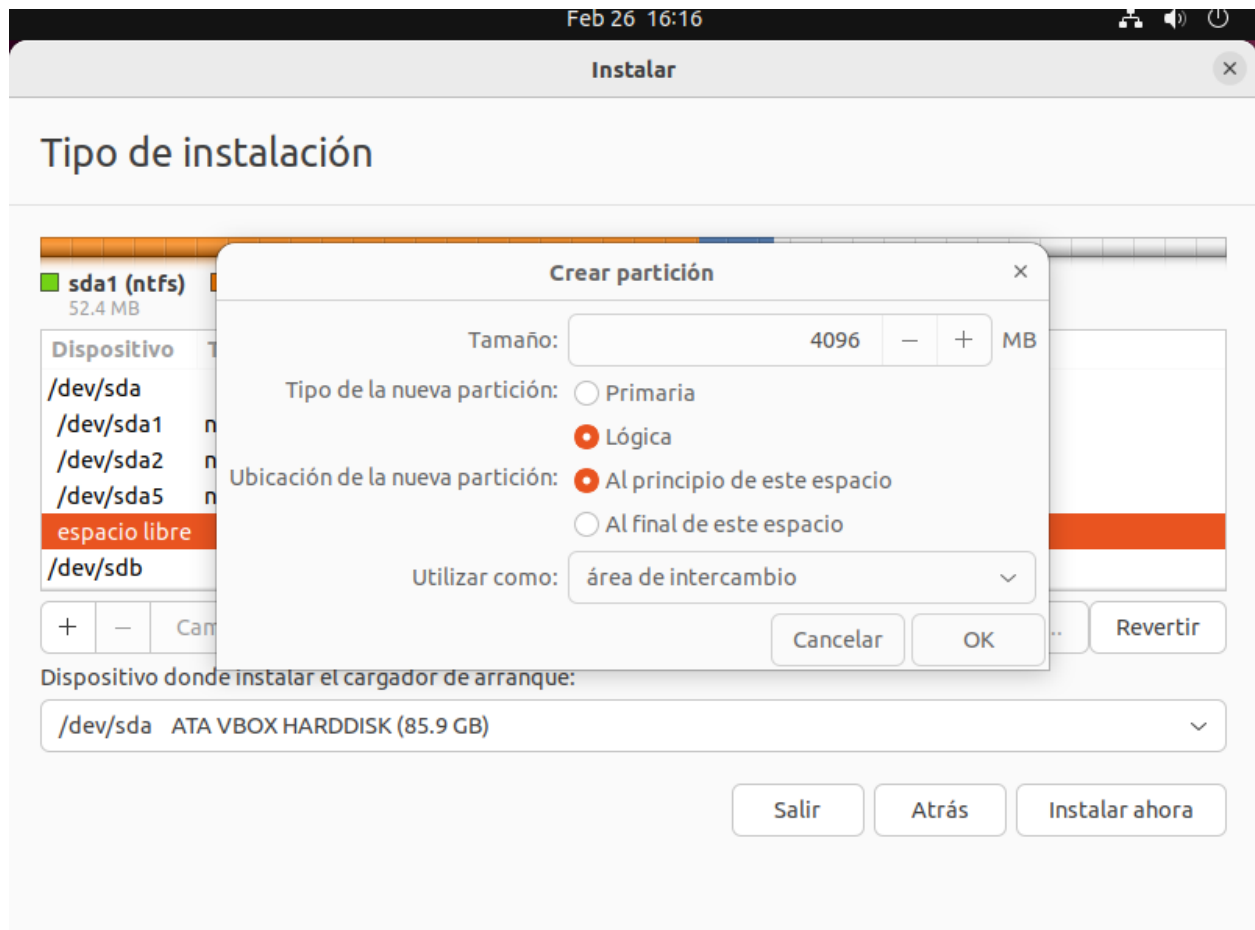 Feb 26 16:16
Instalar
Tipo de instalación
sda1 (ntfs)
52.4 MB
Crear partición
Tamaño: 4096 MB
Tipo de la nueva partición: Primaria
Lógica
Ubicación de la nueva partición: Al principio de este espacio
Al final de este espacio
Utilizar como: área de intercambio
Cancelar OK
Dispositivo
/dev/sda
/dev/sda1
/dev/sda2
/dev/sda5
espacio libre
/dev/sdb
+ – Revertir
Dispositivo donde instalar el cargador de arranque:
/dev/sda ATA VBOX HARDDISK (85.9 GB)
Salir Atrás Instalar ahora